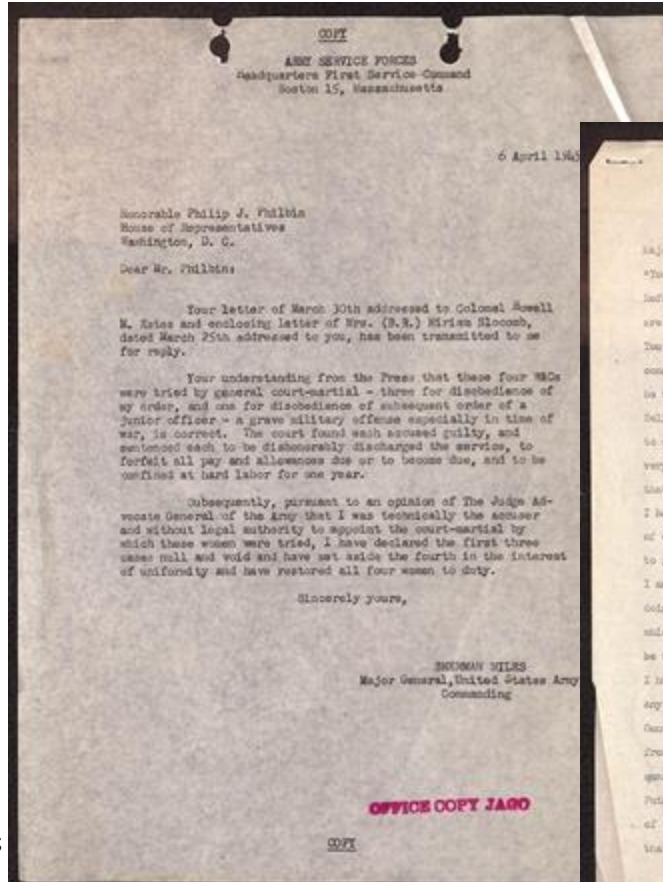 COPY
ARMY SERVICE FORCES
Headquarters First Service Command
Boston 15, Massachusetts
6 April 1945
Honorable Philip J. Philbin
House of Representatives
Washington, D. C.
Dear Mr. Philbin:
Your letter of March 30th addressed to Colonel Howell
M. Estes and enclosing letter of Mrs. (B.R.) Miriam Slocomb,
dated March 25th addressed to you, has been transmitted to me
for reply.
Your understanding from the Press that these four WACs
were tried by general court-martial - three for disobedience of
my order, and one for disobedience of subsequent order of a
junior officer - a grave military offense especially in time of
war, is correct. The court found each accused guilty, and
sentenced each to be dishonorably discharged the service, to
forfeit all pay and allowances due or to become due, and to be
confined at hard labor for one year.
Subsequently, pursuant to an opinion of The Judge Ad-
vocate General of the Army that I was technically the accuser
and without legal authority to appoint the court-martial by
which these women were tried, I have declared the first three
cases null and void and have set aside the fourth in the interest
of uniformity and have restored all four women to duty.
Sincerely yours,
SHERMAN MILES
Major General, United States Army
Commanding
OFFICE COPY JAGO
COPY